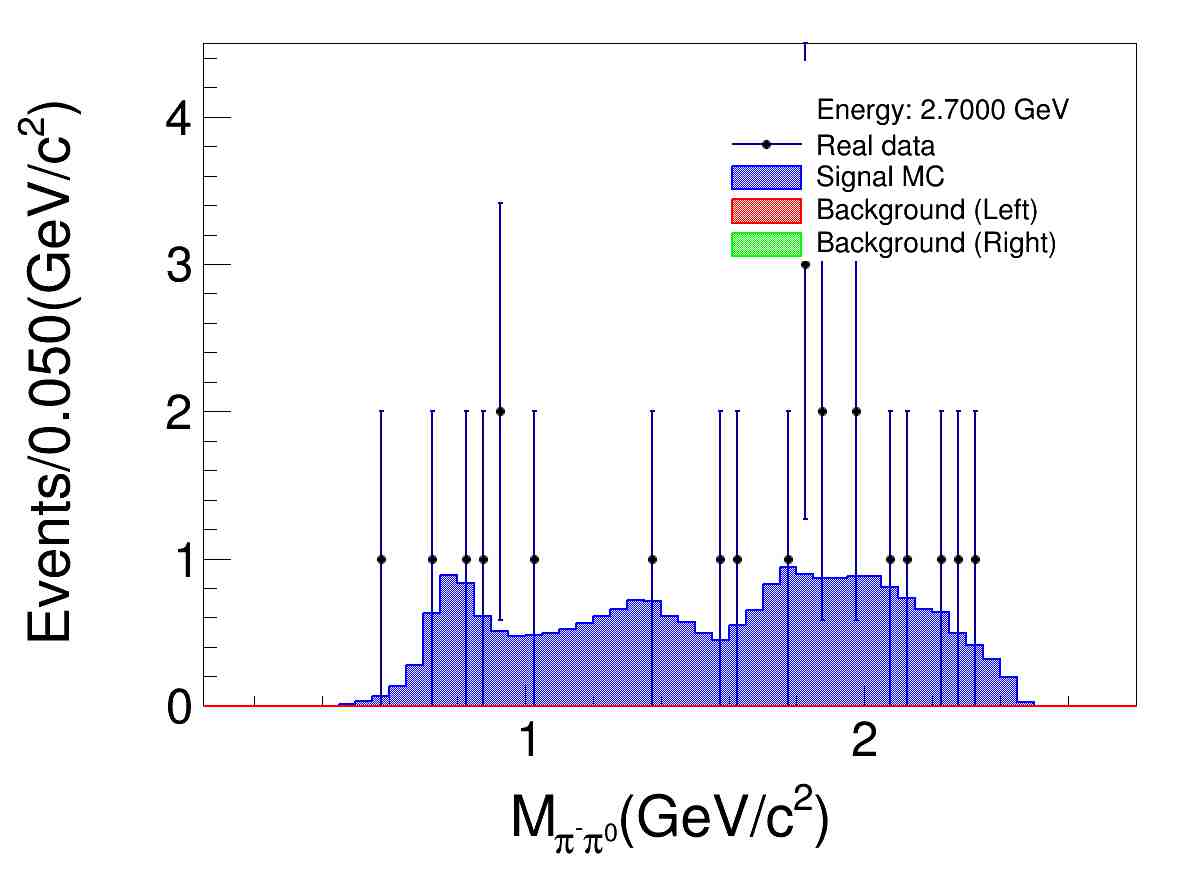 Events/0.050(GeV/c²)
4
3
2
1
0
Energy: 2.7000 GeV
Real data
Signal MC
Background (Left)
Background (Right)
1 2
Mπ⁻π⁰(GeV/c²)